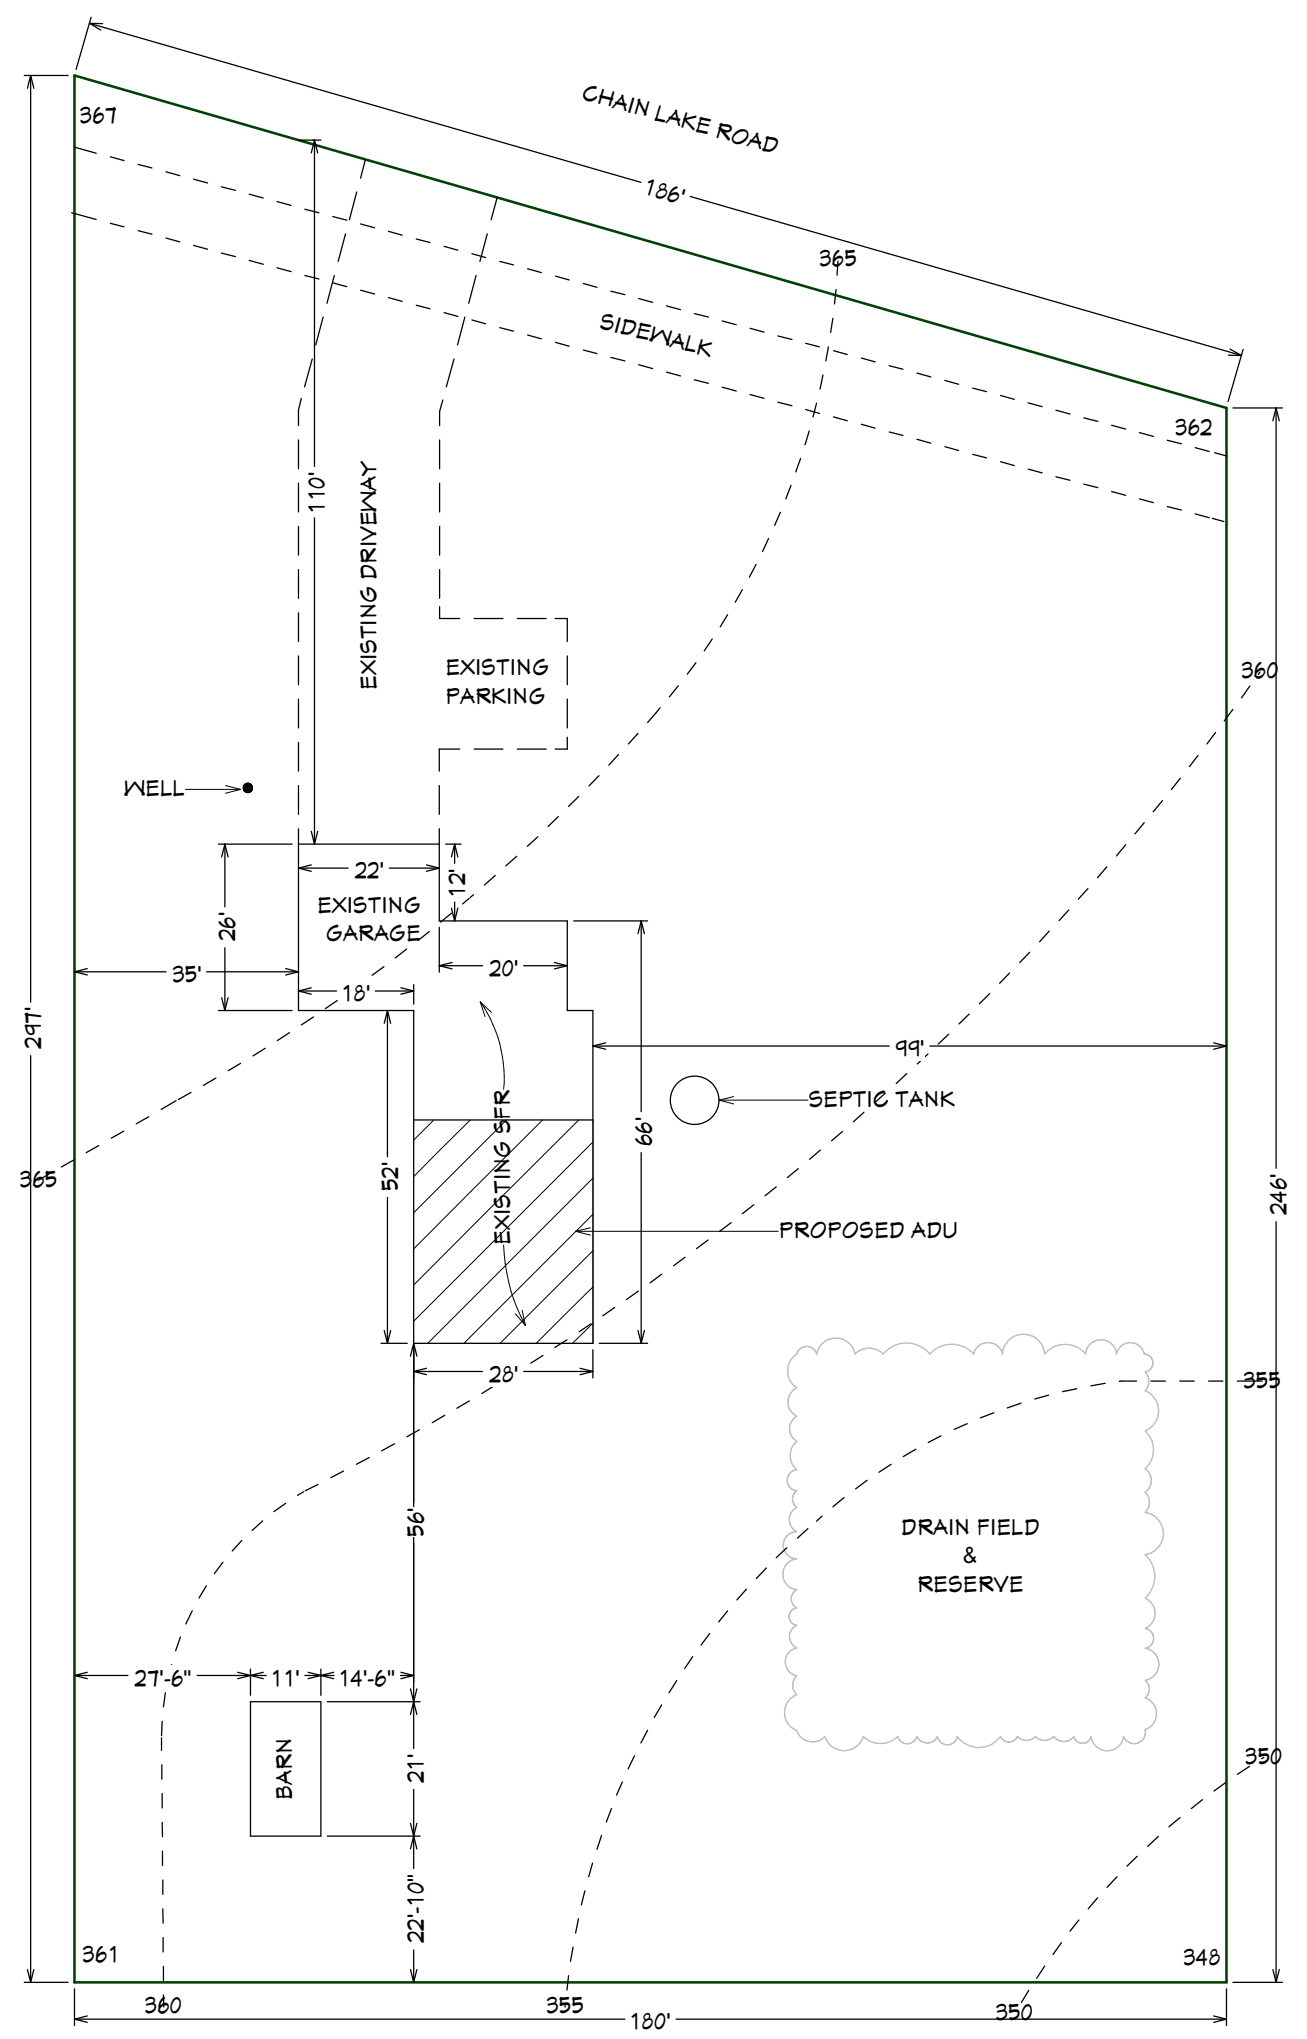 CHAIN LAKE ROAD
367
186'
365
SIDEWALK
362
110'
EXISTING DRIVEWAY
EXISTING
PARKING
360
WELL
22'
12'
26'
EXISTING
GARAGE
35'
20'
18'
297'
99'
SEPTIC TANK
66'
365
52'
EXISTING SFR
246'
PROPOSED ADU
28'
355
56'
DRAIN FIELD
&
RESERVE
27'-6"
11'
14'-6"
BARN
21'
350
22'-10"
361
348
360
355
350
180'